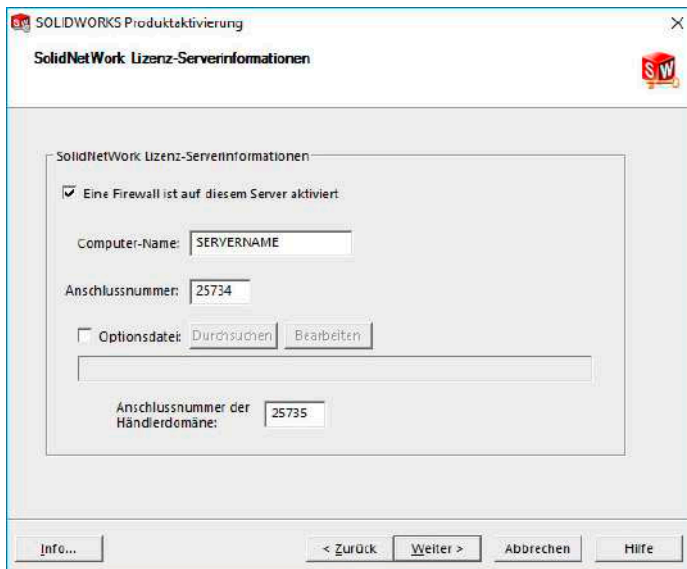 SOLIDWORKS Produktaktivierung
SolidNetWork Lizenz-Serverinformationen
SW
SolidNetWork Lizenz-Serverinformationen
Eine Firewall ist auf diesem Server aktiviert
Computer-Name: SERVERNAME
Anschlussnummer: 25734
Optionsdatei: Durchsuchen Bearbeiten
Anschlussnummer der
Händlerdomäne: 25735
Info... < Zurück Weiter > Abbrechen Hilfe